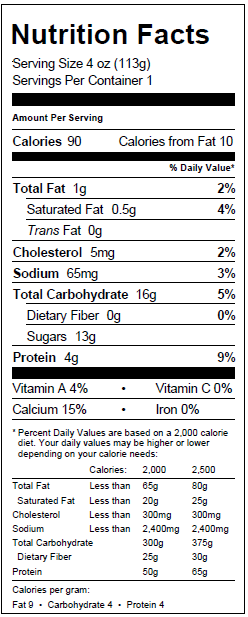 Nutrition Facts
Serving Size 4 oz (113g)
Servings Per Container 1
Amount Per Serving
Calories 90 Calories from Fat 10
% Daily Value*
Total Fat 1g 2%
Saturated Fat 0.5g 4%
Trans Fat 0g
Cholesterol 5mg 2%
Sodium 65mg 3%
Total Carbohydrate 16g 5%
Dietary Fiber 0g 0%
Sugars 13g
Protein 4g 9%
Vitamin A 4% • Vitamin C 0%
Calcium 15% • Iron 0%
* Percent Daily Values are based on a 2,000 calorie
diet. Your daily values may be higher or lower
depending on your calorie needs:
Calories: 2,000 2,500
Total Fat Less than 65g 80g
Saturated Fat Less than 20g 25g
Cholesterol Less than 300mg 300mg
Sodium Less than 2,400mg 2,400mg
Total Carbohydrate 300g 375g
Dietary Fiber 25g 30g
Protein 50g 65g
Calories per gram:
Fat 9 • Carbohydrate 4 • Protein 4